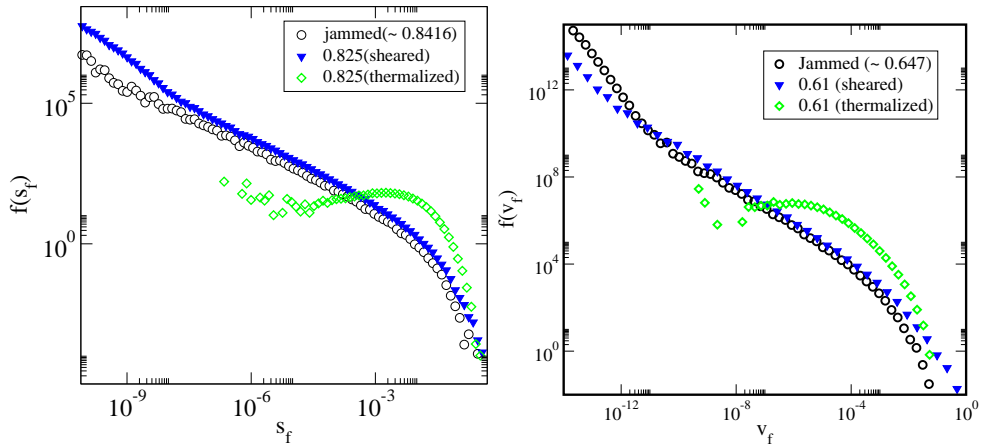 jammed(~ 0.8416)
0.825(sheared)
0.825(thermalized)
10^5
10^0
f(s_f)
10^-9
10^-6
10^-3
s_f
Jammed (~ 0.647)
0.61 (sheared)
0.61 (thermalized)
10^12
10^8
10^4
10^0
f(v_f)
10^-12
10^-8
10^-4
10^0
v_f